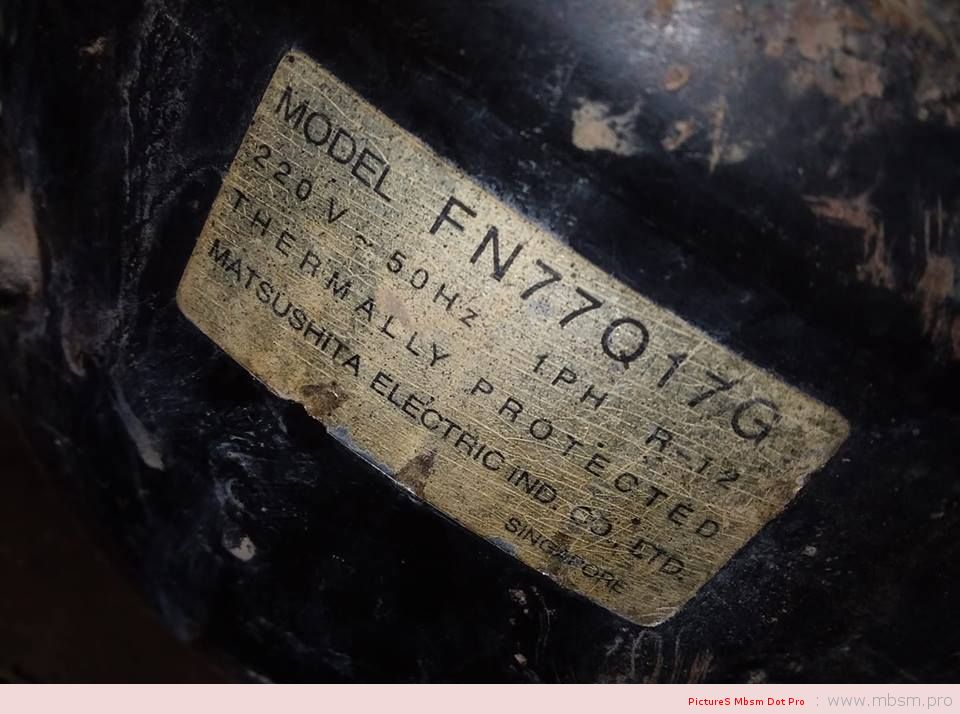 MODEL FN77Q17G
220V~50Hz 1PH R-12
THERMALLY PROTECTED
MATSUSHITA ELECTRIC IND. CO., LTD.
SINGAPORE
PictureS Mbsm Dot Pro : www.mbsm.pro